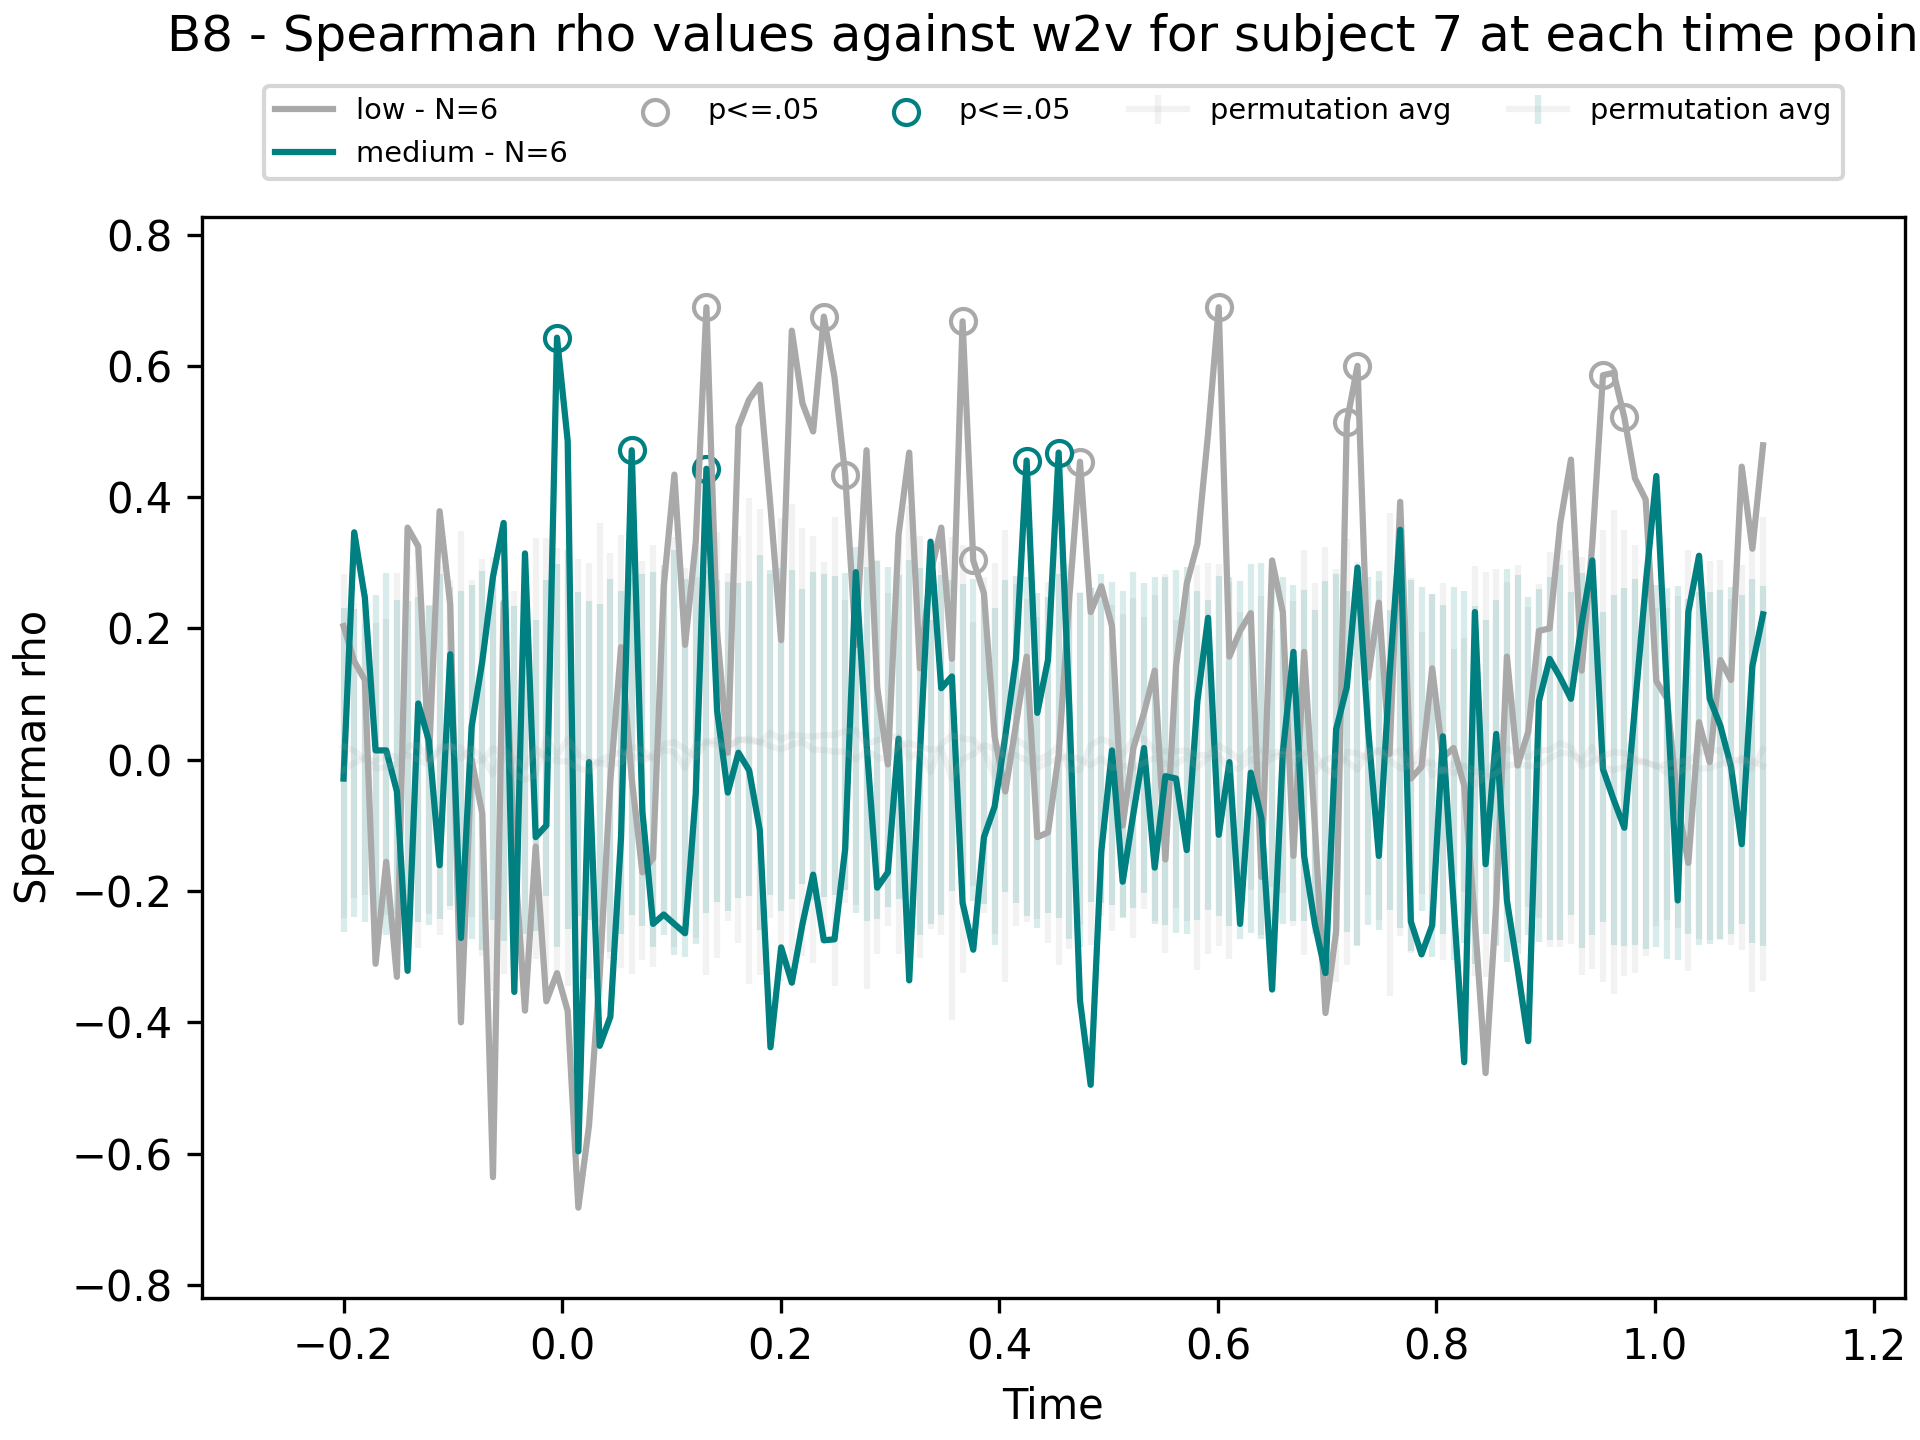 B8 - Spearman rho values against w2v for subject 7 at each time poin
low - N=6
medium - N=6
p<=.05
p<=.05
permutation avg
permutation avg
Spearman rho
0.8
0.6
0.4
0.2
0.0
−0.2
−0.4
−0.6
−0.8
−0.2
0.0
0.2
0.4
0.6
0.8
1.0
1.2
Time